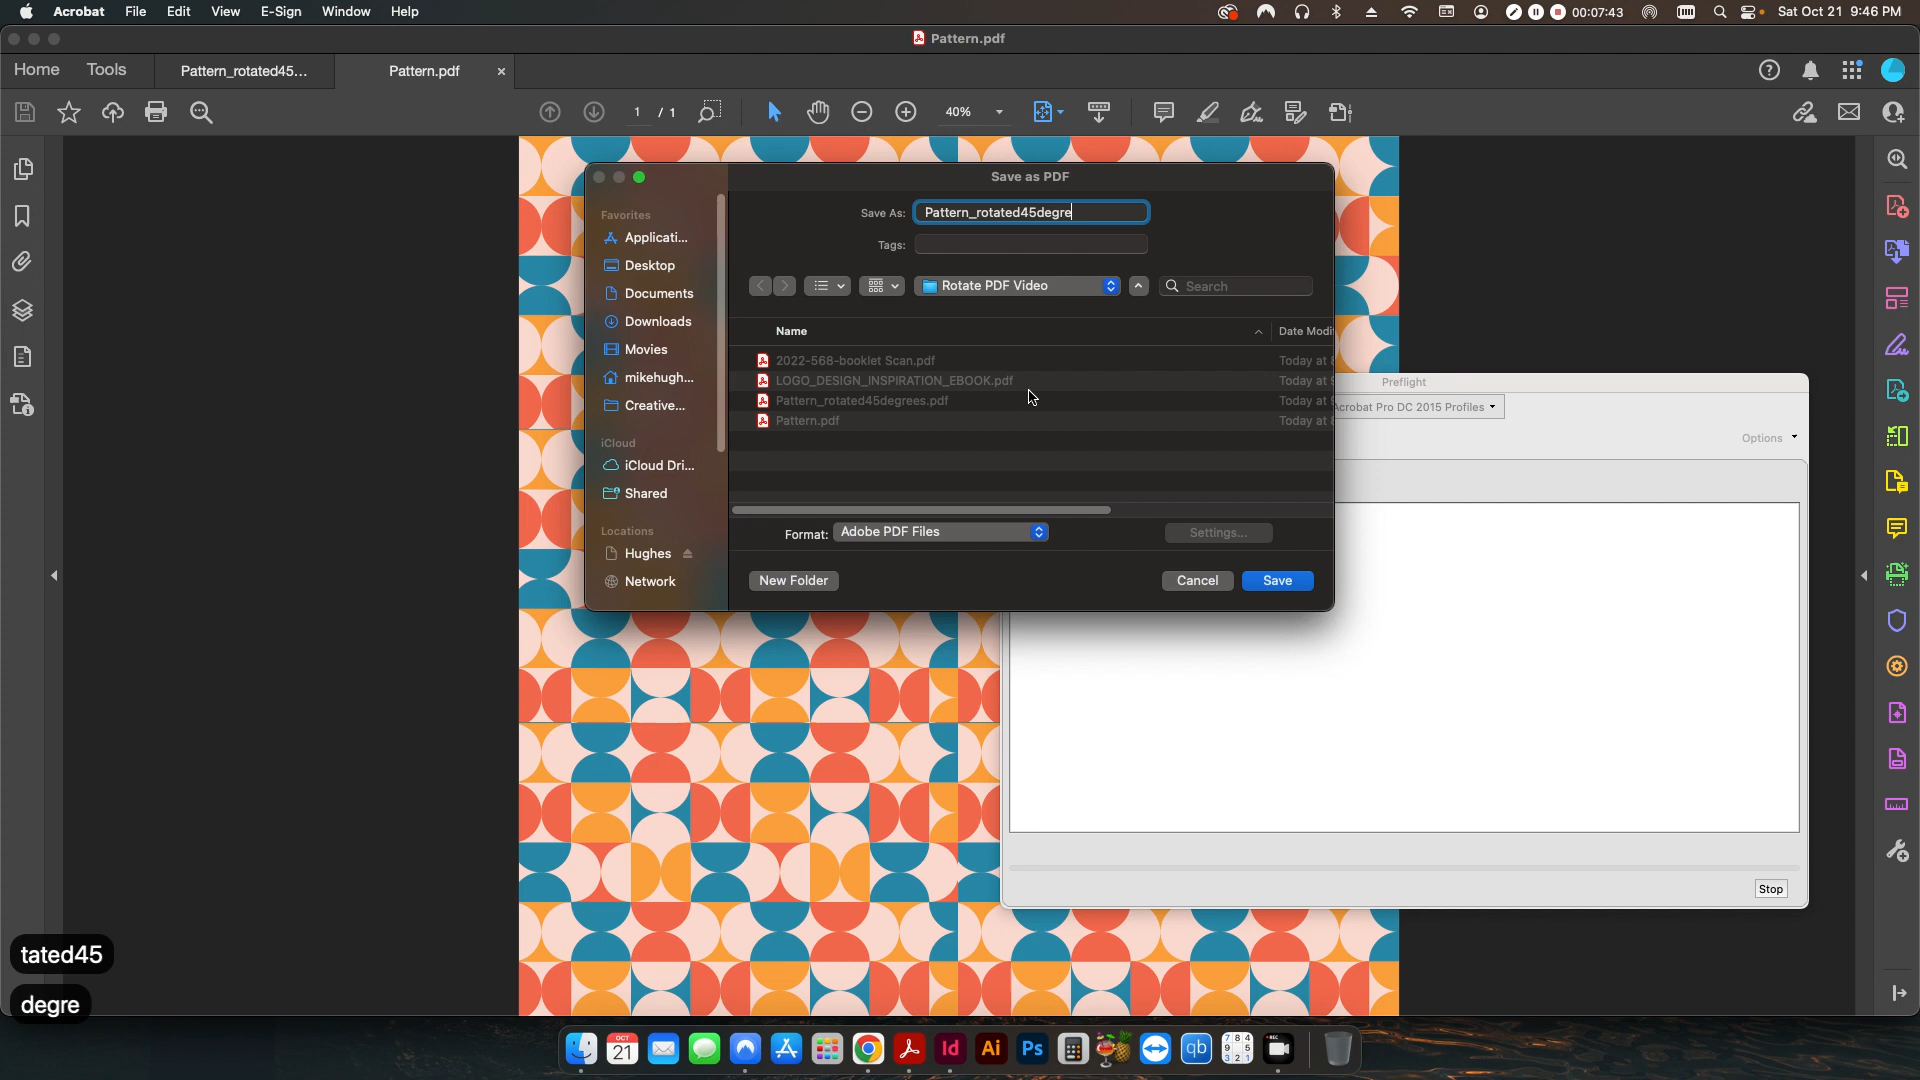 Acrobat File Edit View E-Sign Window Help
00:07:43
Sat Oct 21 9:46 PM
Pattern.pdf
Home Tools
Pattern_rotated45...
Pattern.pdf
1 / 1
40%
Save as PDF
Save As: Pattern_rotated45degre
Tags:
Rotate PDF Video
Search
Favorites
Applicati...
Desktop
Documents
Downloads
Movies
mikehugh...
Creative...
iCloud
iCloud Dri...
Shared
Locations
Hughes
Network
Name
Date Modif
2022-568-booklet Scan.pdf
Today at
LOGO_DESIGN_INSPIRATION_EBOOK.pdf
Today at
Pattern_rotated45degrees.pdf
Today at
Pattern.pdf
Today at
Format: Adobe PDF Files
Settings...
New Folder
Cancel
Save
Preflight
Acrobat Pro DC 2015 Profiles
Options
Stop
tated45
degre
OCT
21
Id
Ai
Ps
qb